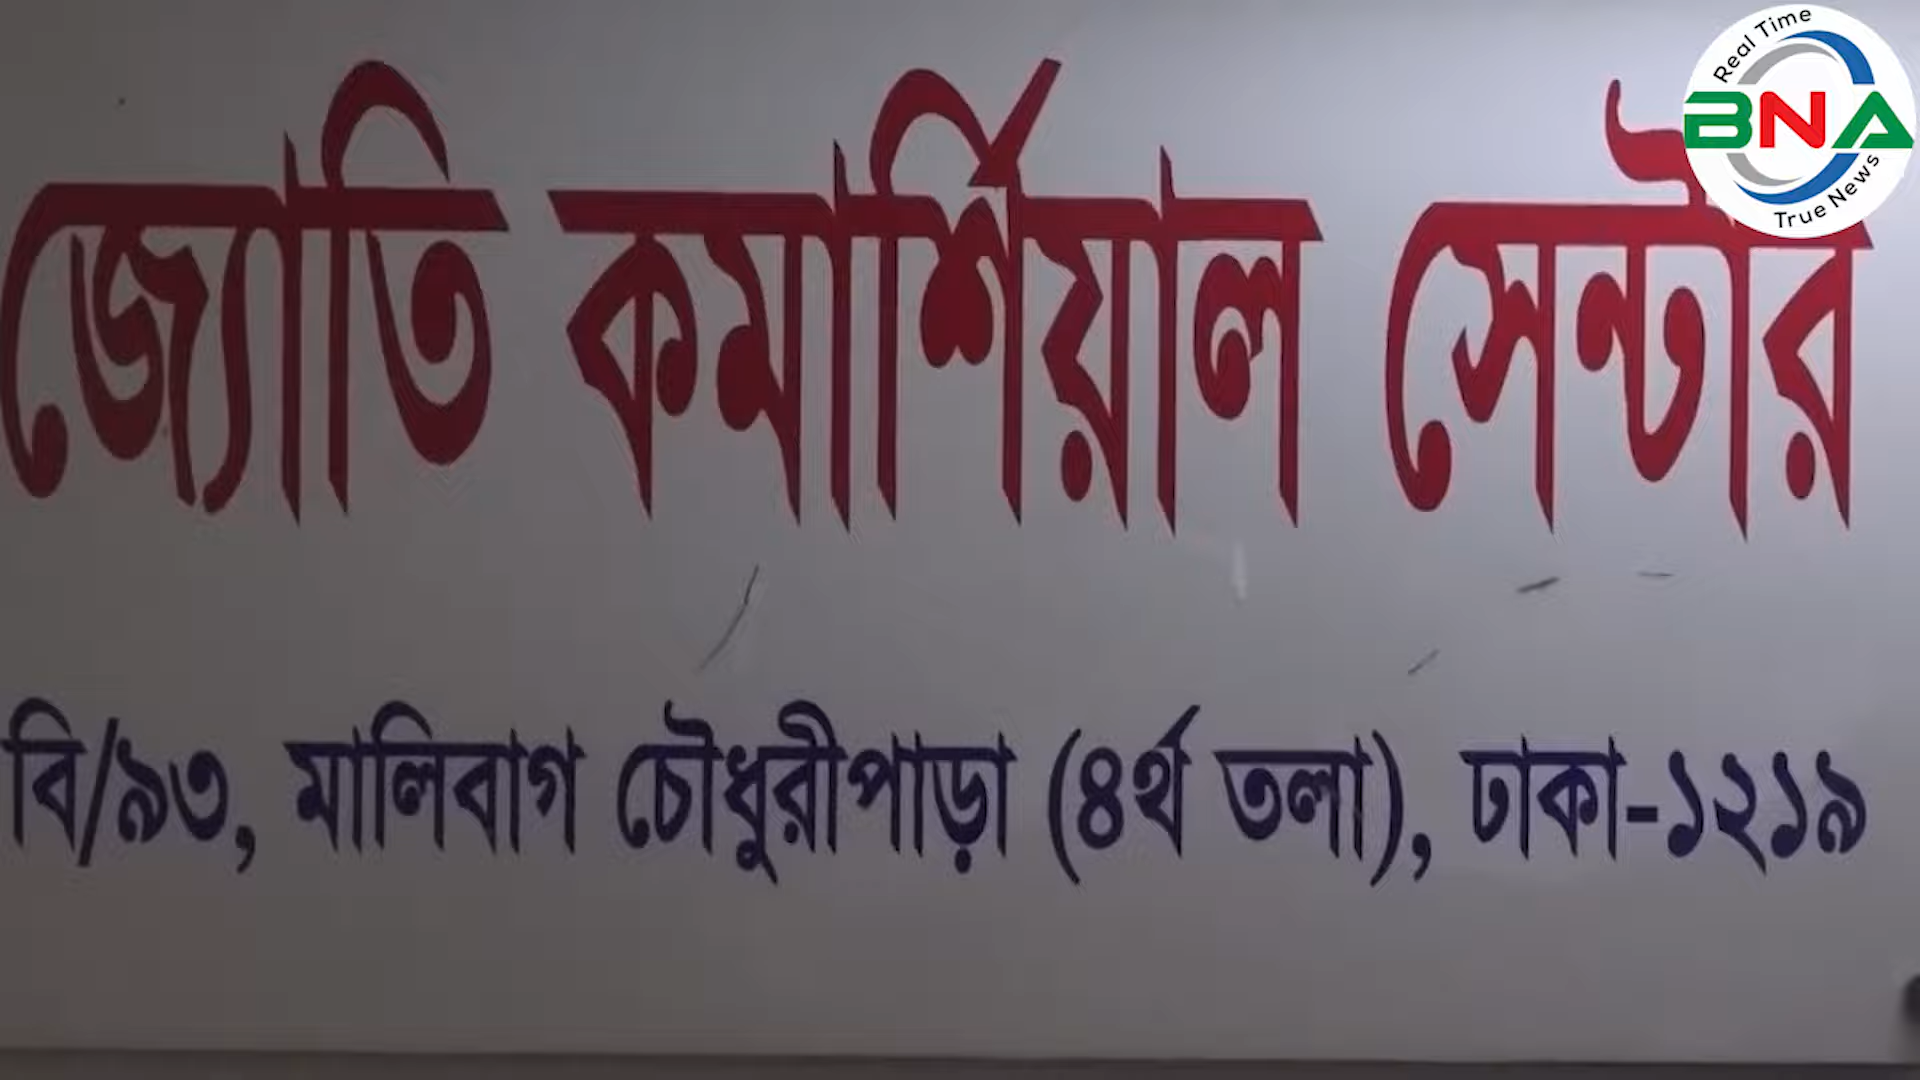 Real Time
BNA
True News
জ্যোতি কমার্শিয়াল সেন্টার
বি/৯৩, মালিবাগ চৌধুরীপাড়া (৪র্থ তলা), ঢাকা-১২১৯